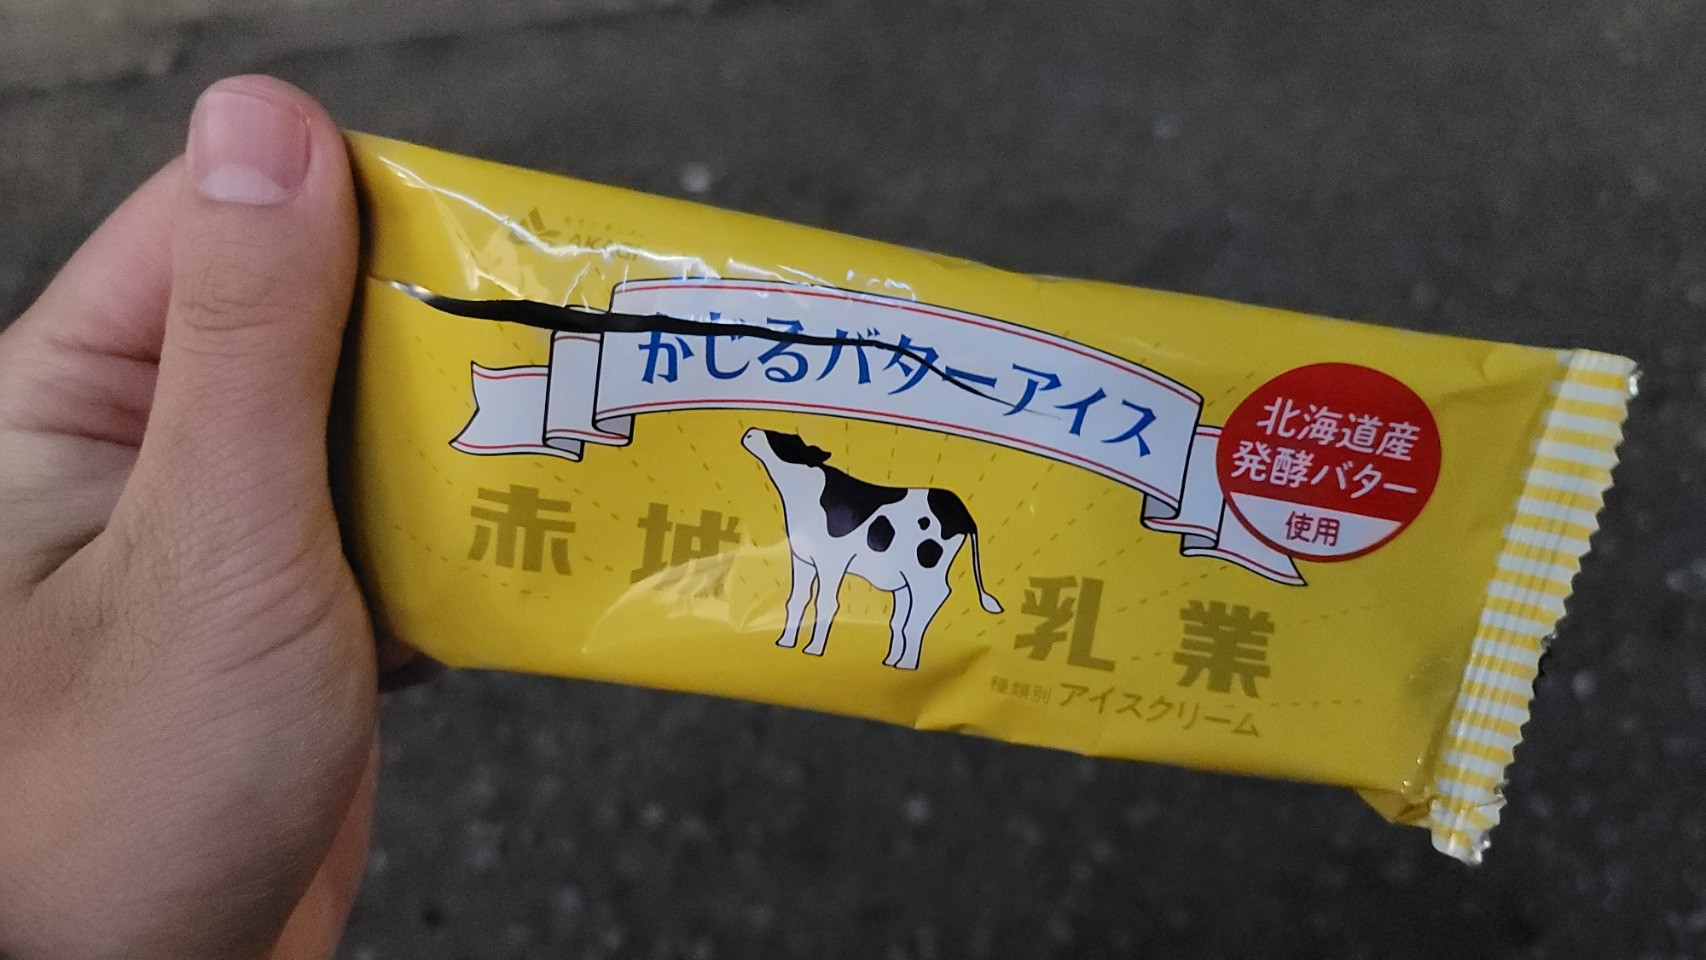 AKAGI
かじるバターアイス
北海道産
発酵バター
使用
赤城乳業
種類別 アイスクリーム